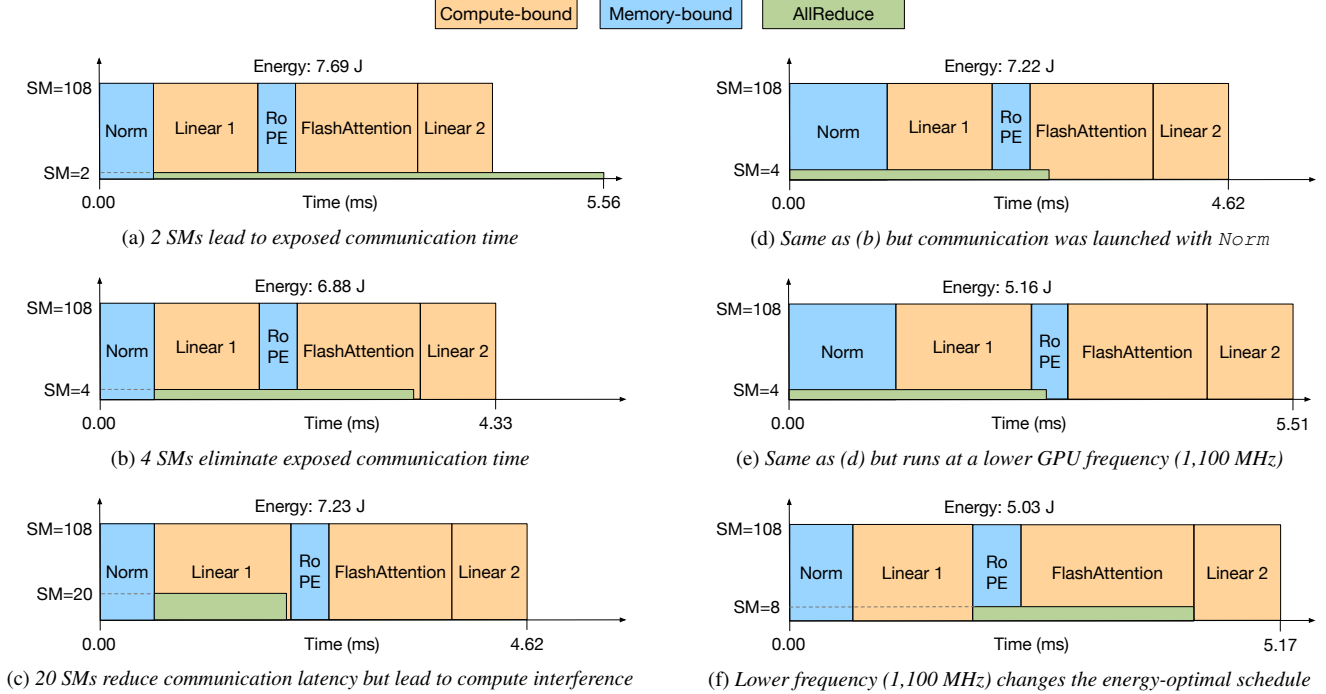 Compute-bound
Memory-bound
AllReduce
Energy: 7.69 J
SM=108
Norm
Linear 1
Ro
PE
FlashAttention
Linear 2
SM=2
0.00
Time (ms)
5.56
(a) 2 SMs lead to exposed communication time
Energy: 6.88 J
SM=108
Norm
Linear 1
Ro
PE
FlashAttention
Linear 2
SM=4
0.00
Time (ms)
4.33
(b) 4 SMs eliminate exposed communication time
Energy: 7.23 J
SM=108
Norm
Linear 1
Ro
PE
FlashAttention
Linear 2
SM=20
0.00
Time (ms)
4.62
(c) 20 SMs reduce communication latency but lead to compute interference
Energy: 7.22 J
SM=108
Norm
Linear 1
Ro
PE
FlashAttention
Linear 2
SM=4
0.00
Time (ms)
4.62
(d) Same as (b) but communication was launched with Norm
Energy: 5.16 J
SM=108
Norm
Linear 1
Ro
PE
FlashAttention
Linear 2
SM=4
0.00
Time (ms)
5.51
(e) Same as (d) but runs at a lower GPU frequency (1,100 MHz)
Energy: 5.03 J
SM=108
Norm
Linear 1
Ro
PE
FlashAttention
Linear 2
SM=8
0.00
Time (ms)
5.17
(f) Lower frequency (1,100 MHz) changes the energy-optimal schedule